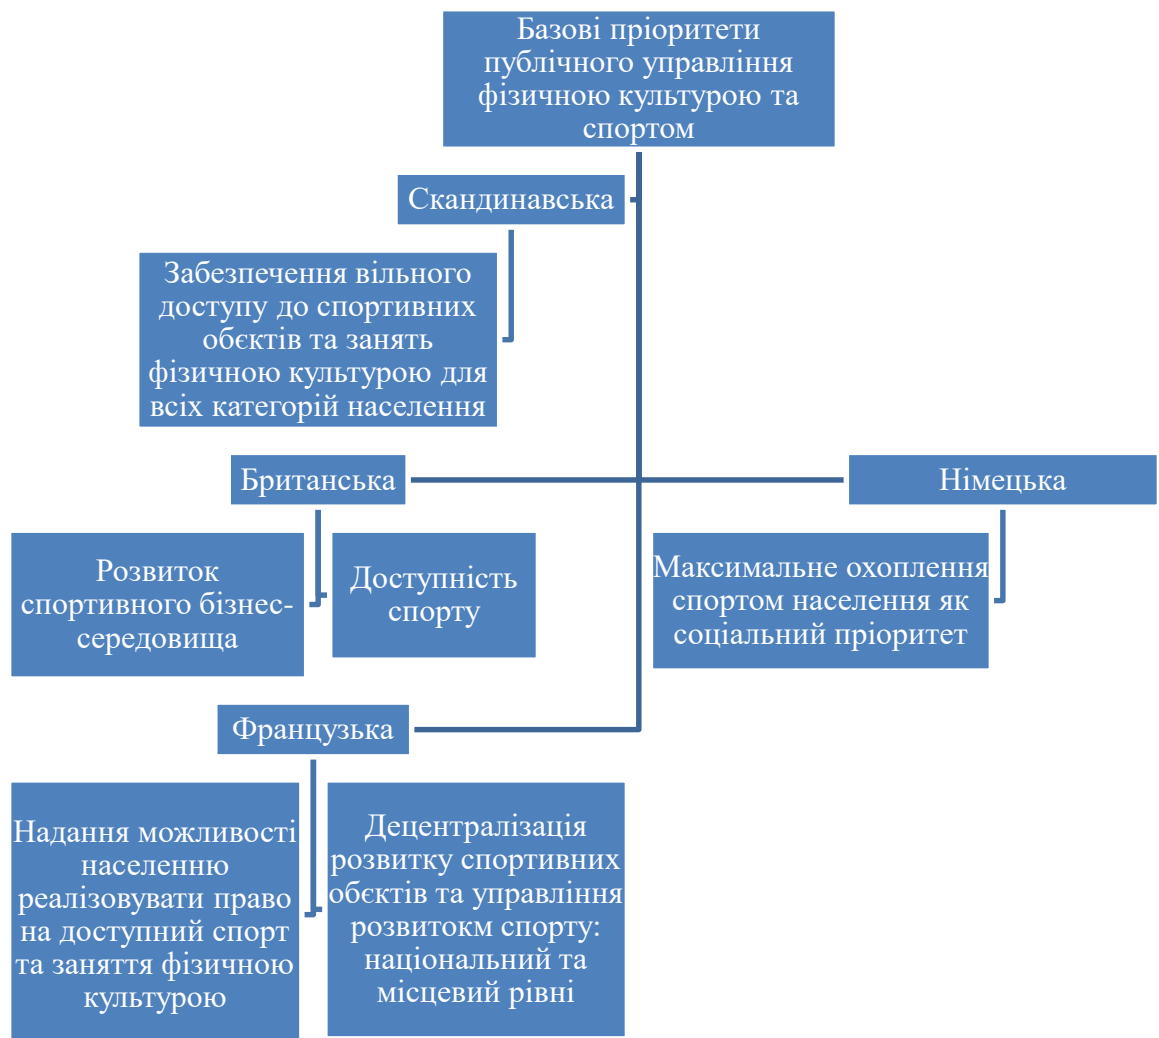 Базові пріоритети
публічного управління
фізичною культурою та
спортом
Скандинавська
Забезпечення вільного
доступу до спортивних
обєктів та занять
фізичною культурою для
всіх категорій населення
Британська
Німецька
Розвиток
спортивного бізнес-
середовища
Доступність
спорту
Максимальне охоплення
спортом населення як
соціальний пріоритет
Французька
Надання можливості
населенню
реалізовувати право
на доступний спорт
та заняття фізичною
культурою
Децентралізація
розвитку спортивних
обєктів та управління
розвитокм спорту:
національний та
місцевий рівні